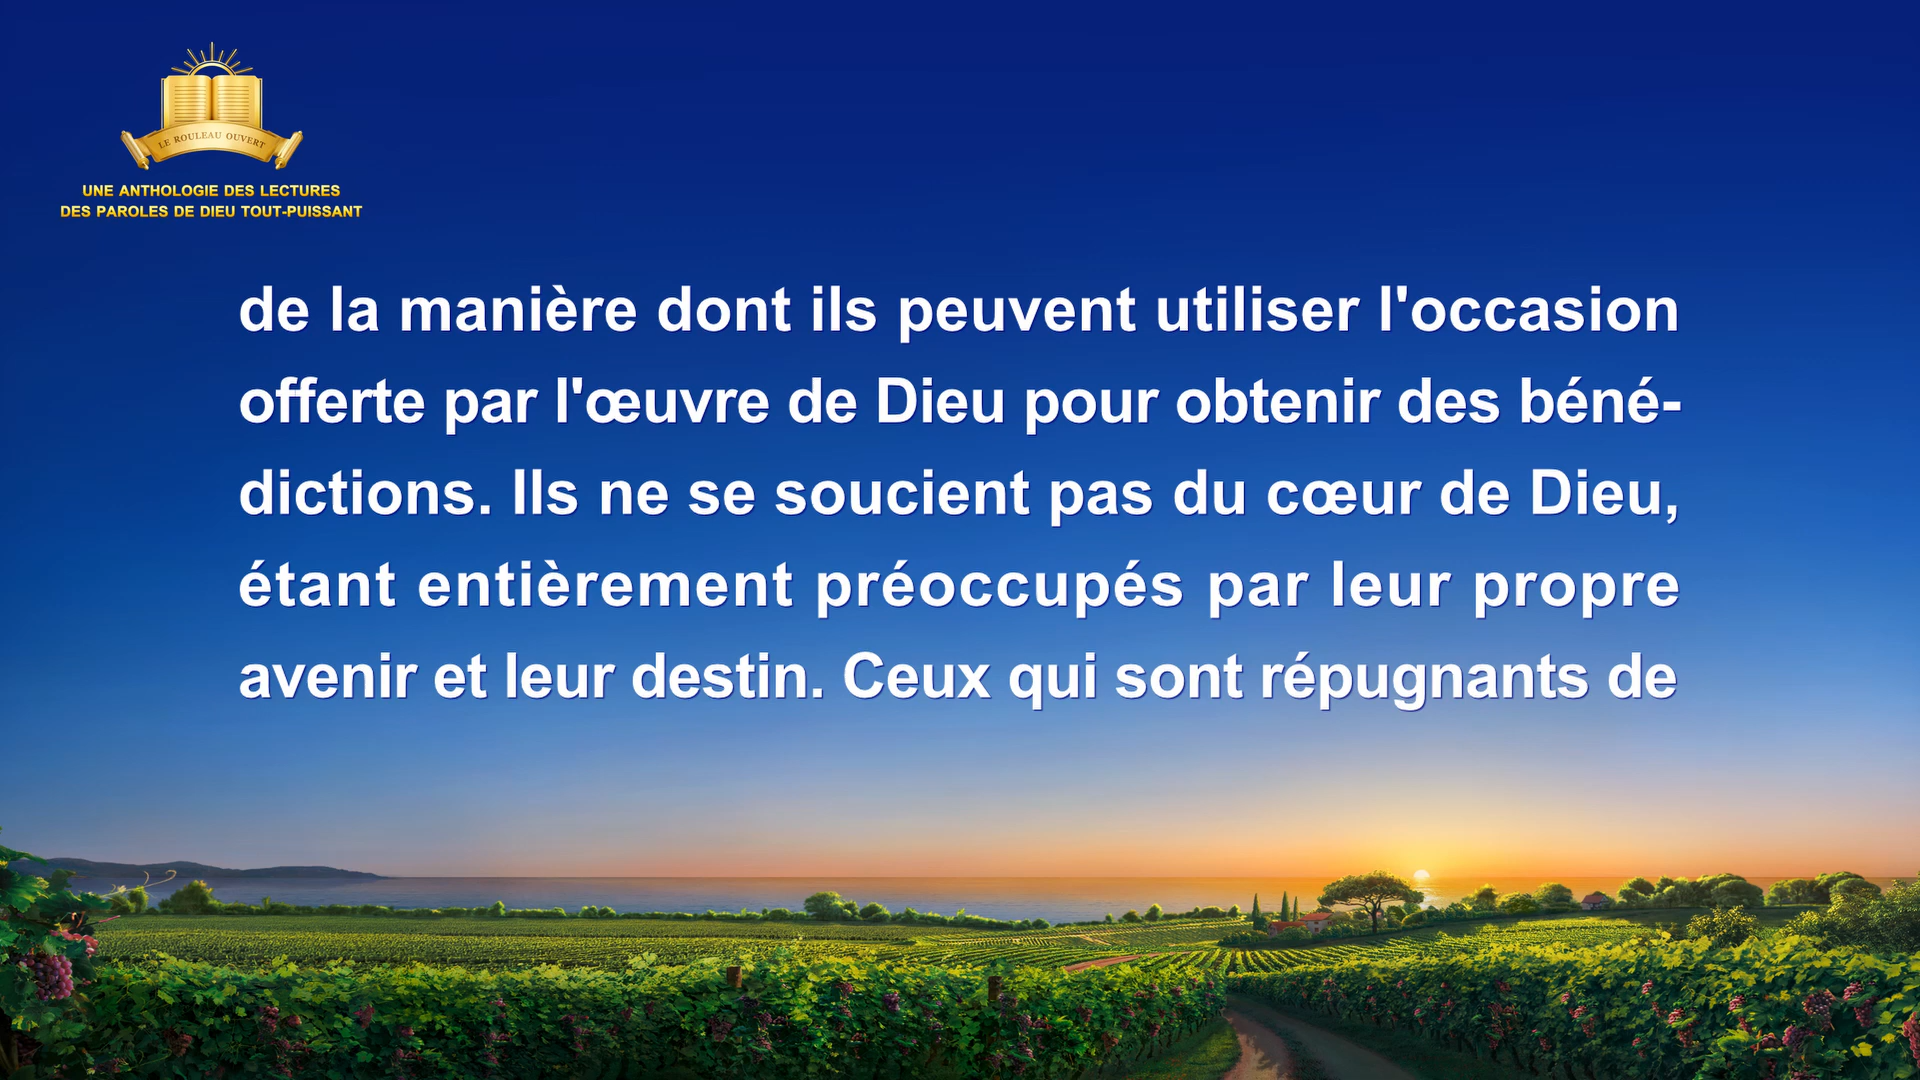 LE ROULEAU OUVERT
UNE ANTHOLOGIE DES LECTURES
DES PAROLES DE DIEU TOUT-PUISSANT
de la manière dont ils peuvent utiliser l'occasion
offerte par l'œuvre de Dieu pour obtenir des béné-
dictions. Ils ne se soucient pas du cœur de Dieu,
étant entièrement préoccupés par leur propre
avenir et leur destin. Ceux qui sont répugnants de